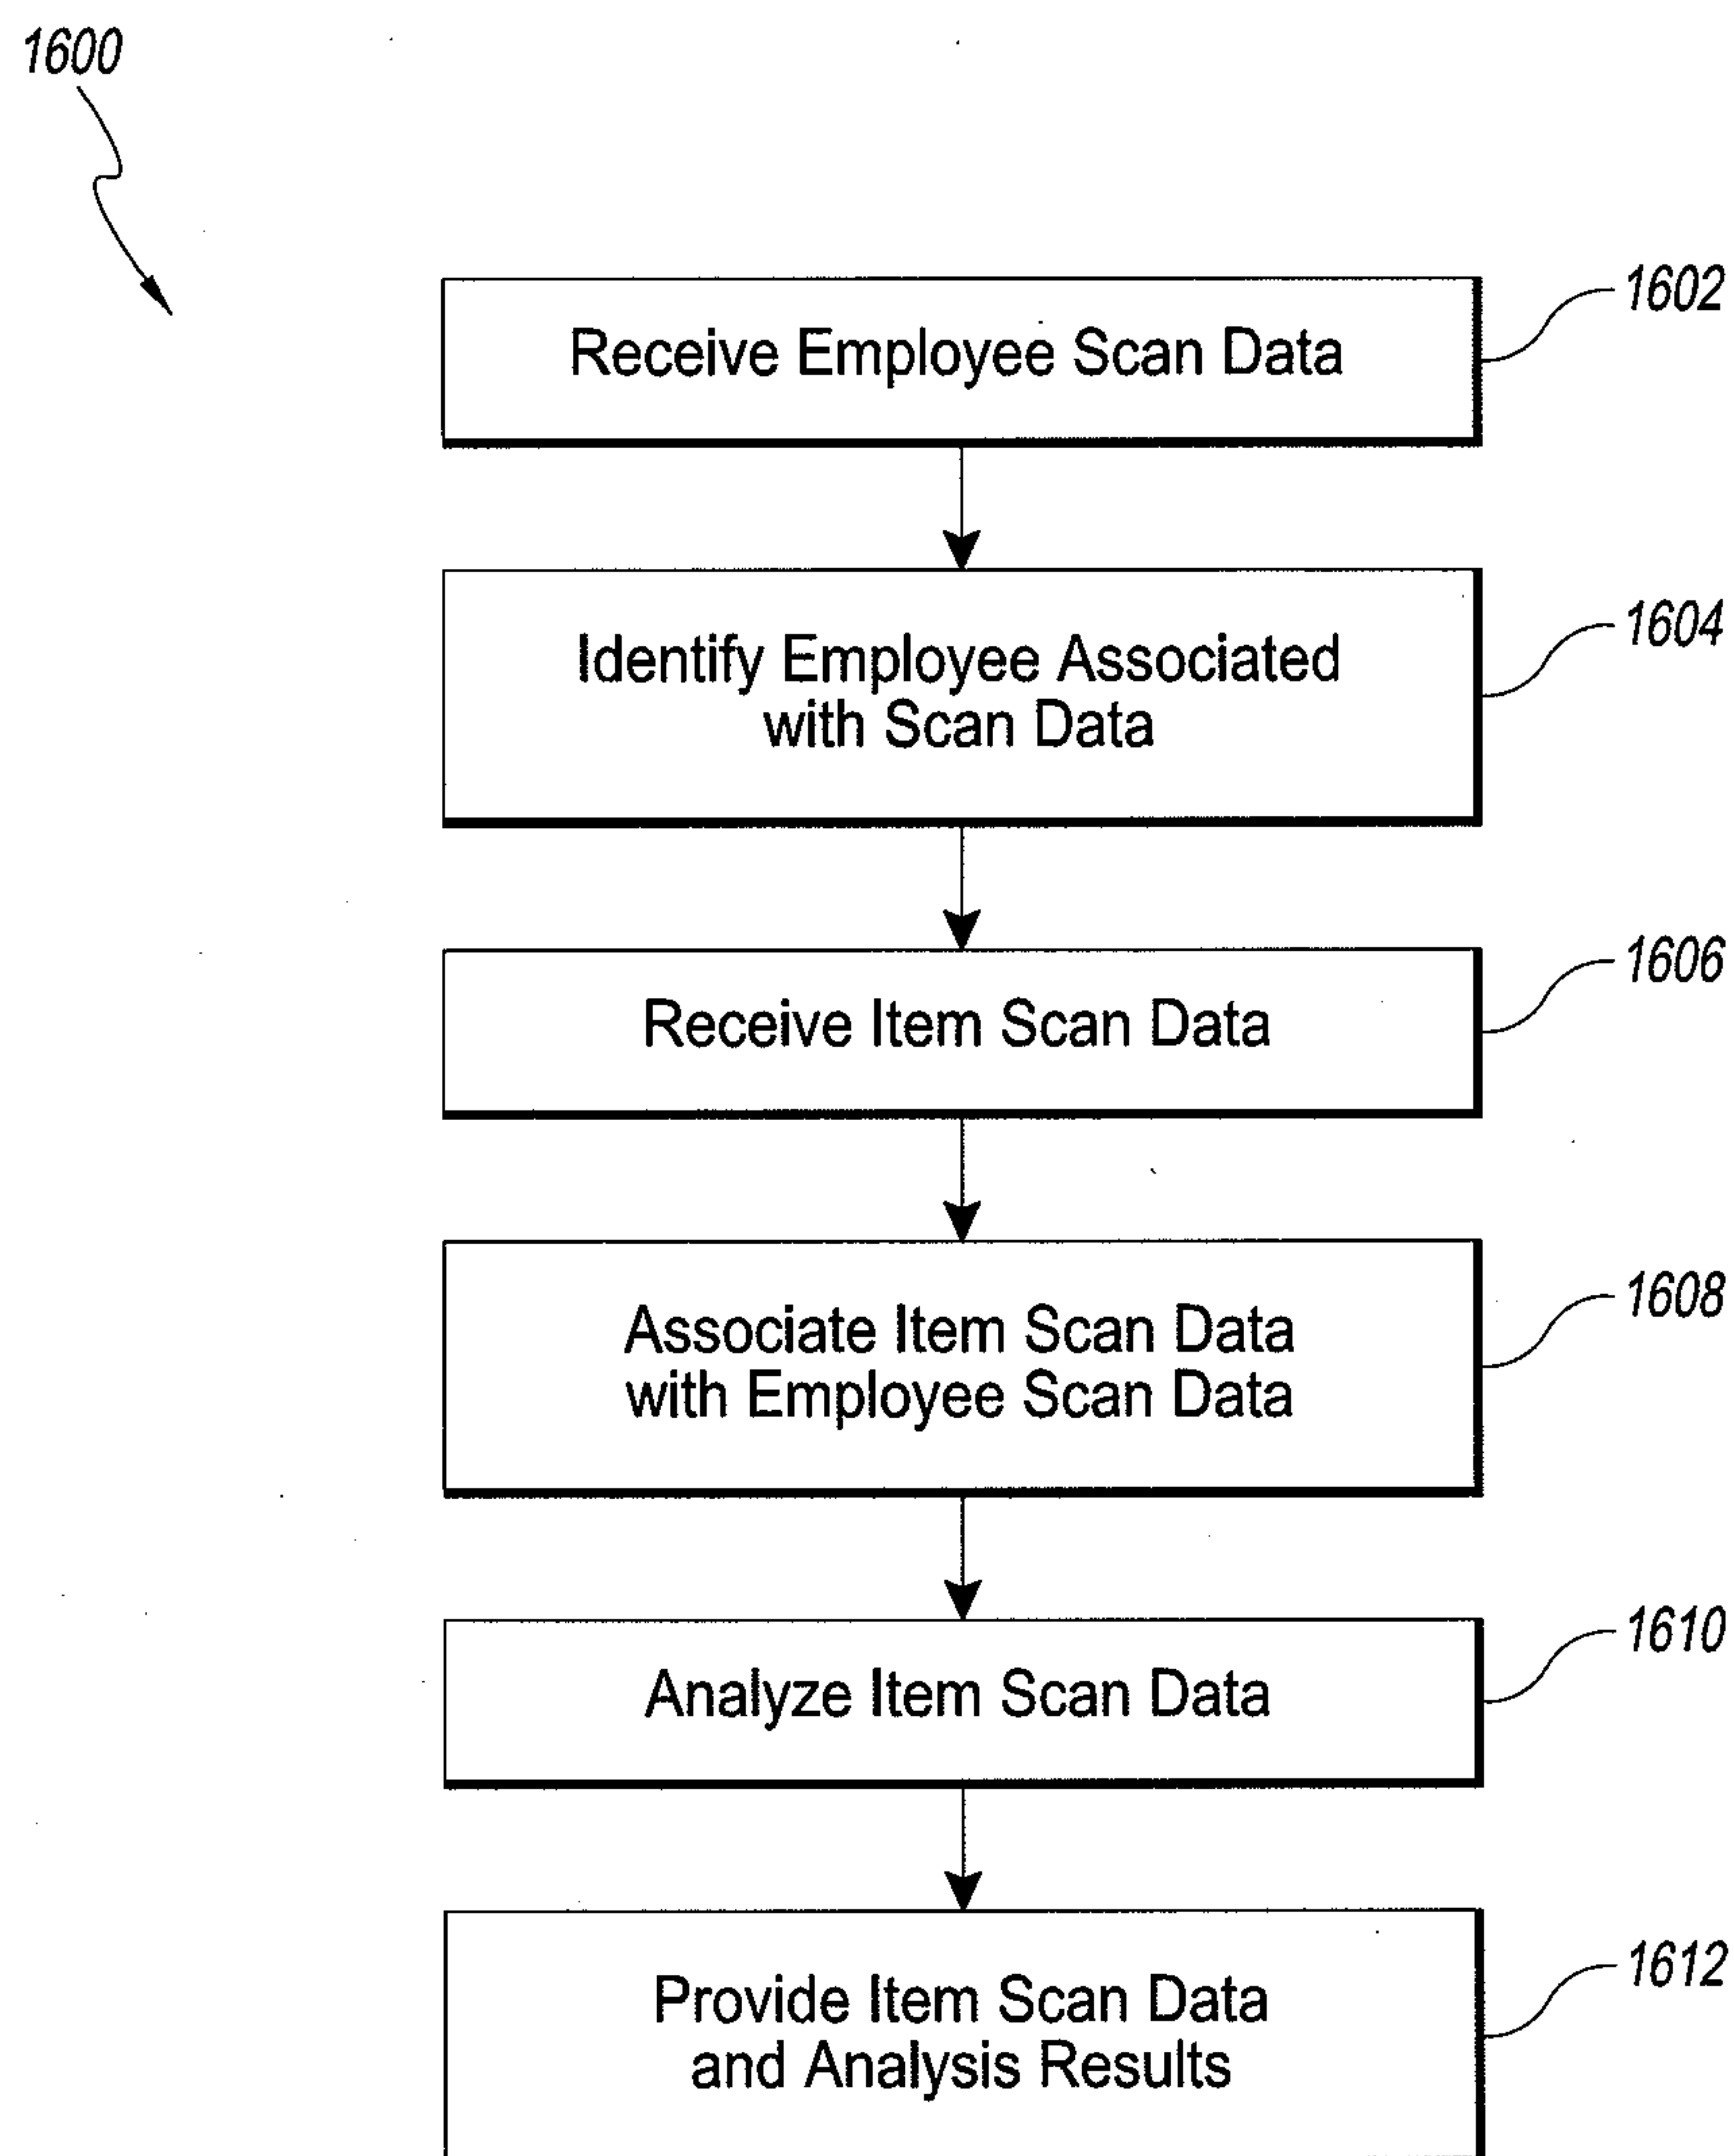 1600
Receive Employee Scan Data
1602
Identify Employee Associated
with Scan Data
1604
Receive Item Scan Data
1606
Associate Item Scan Data
with Employee Scan Data
1608
Analyze Item Scan Data
1610
Provide Item Scan Data
and Analysis Results
1612